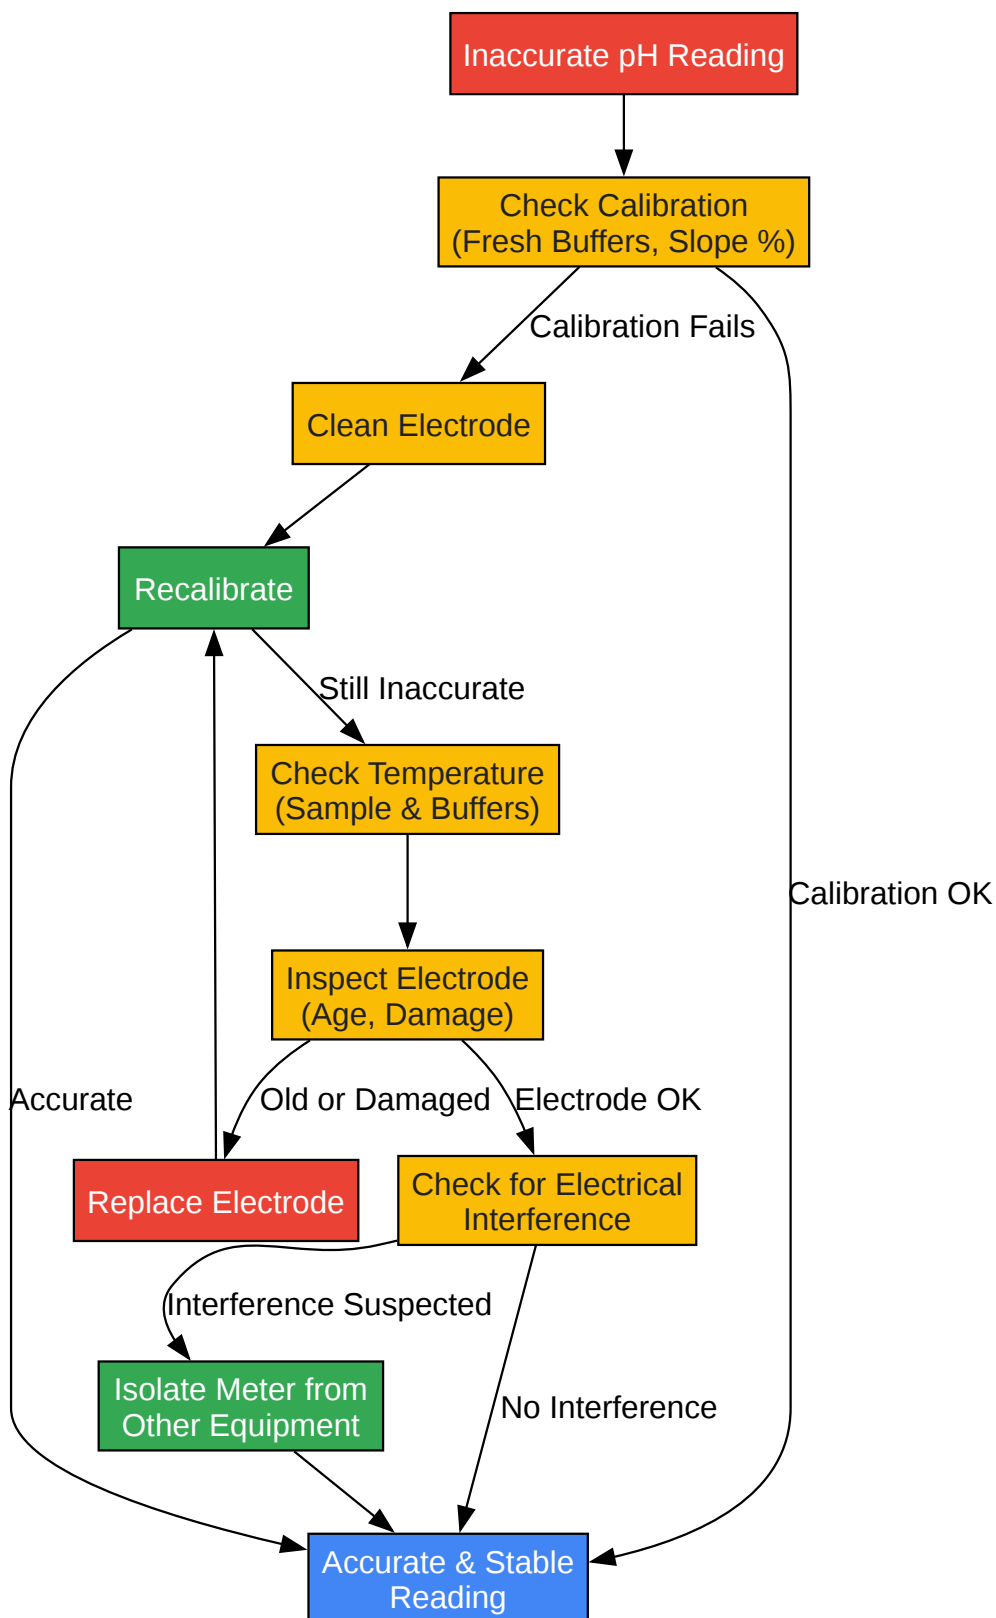 Inaccurate pH Reading
Check Calibration
(Fresh Buffers, Slope %)
Calibration Fails
Clean Electrode
Recalibrate
Still Inaccurate
Check Temperature
(Sample & Buffers)
Calibration OK
Inspect Electrode
(Age, Damage)
Accurate
Old or Damaged
Electrode OK
Replace Electrode
Check for Electrical
Interference
Interference Suspected
Isolate Meter from
Other Equipment
No Interference
Accurate & Stable
Reading